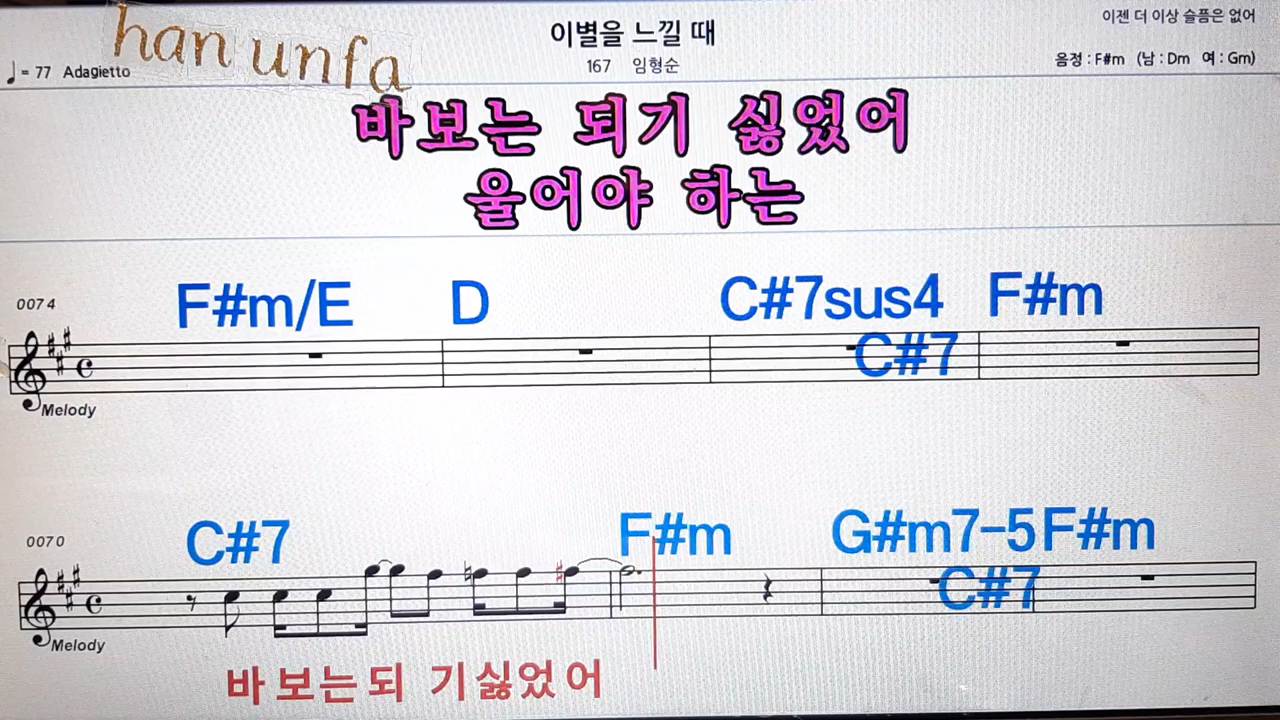 han unfa
이별을 느낄 때
이젠 더 이상 슬픔은 없어
♩= 77 Adagietto
167 임형순
음정 : F#m (남 : Dm 여 : Gm)
바보는 되기 싫었어
울어야 하는
0074
F#m/E D C#7sus4 F#m
C#7
Melody
0070
C#7 F#m G#m7-5 F#m
C#7
Melody
바 보는 되 기 싫었 어